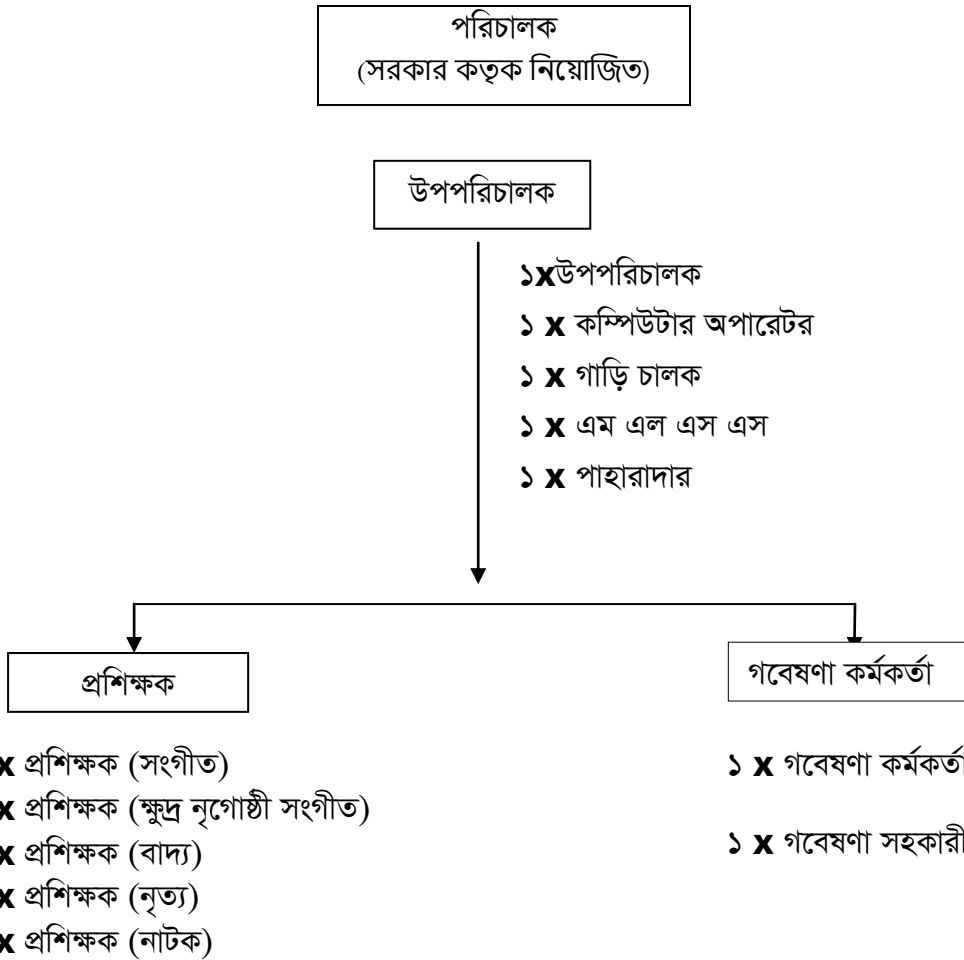 পরিচালক
(সরকার কতৃক নিয়োজিত)
উপপরিচালক
১xউপপরিচালক
১ x কম্পিউটার অপারেটর
১ x গাড়ি চালক
১ x এম এল এস এস
১ x পাহারাদার
প্রশিক্ষক
গবেষণা কর্মকর্তা
x প্রশিক্ষক (সংগীত)
x প্রশিক্ষক (ক্ষুদ্র নৃগোষ্ঠী সংগীত)
x প্রশিক্ষক (বাদ্য)
x প্রশিক্ষক (নৃত্য)
x প্রশিক্ষক (নাটক)
১ x গবেষণা কর্মকর্তা
১ x গবেষণা সহকারী